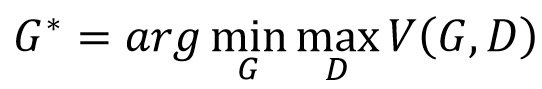 G* = arg min_G max_D V(G, D)